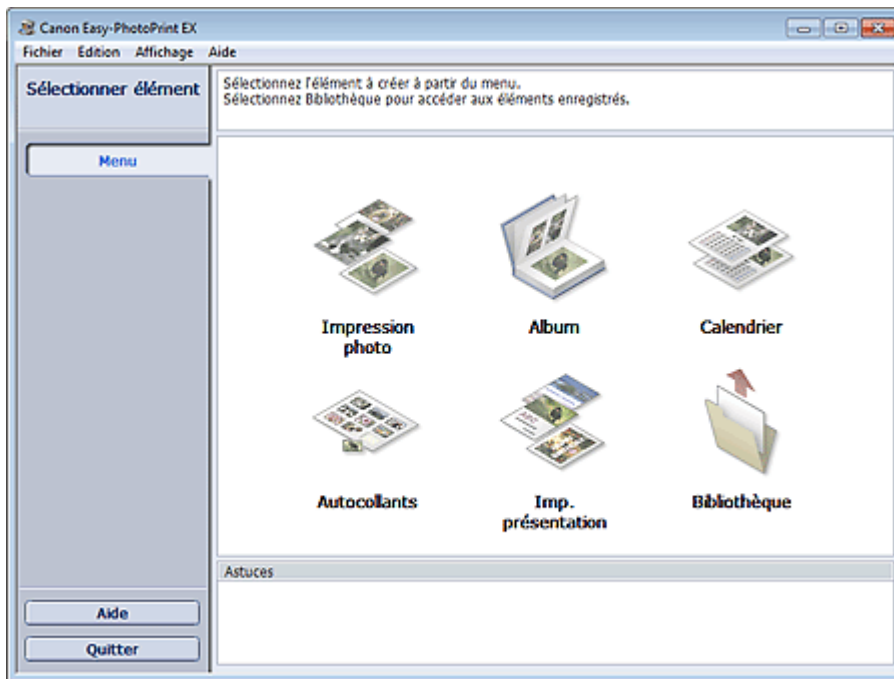 Canon Easy-PhotoPrint EX
Fichier Edition Affichage Aide
Sélectionner élément
Sélectionnez l'élément à créer à partir du menu.
Sélectionnez Bibliothèque pour accéder aux éléments enregistrés.
Menu
Impression
photo
Album
Calendrier
Autocollants
Imp.
présentation
Bibliothèque
Astuces
Aide
Quitter